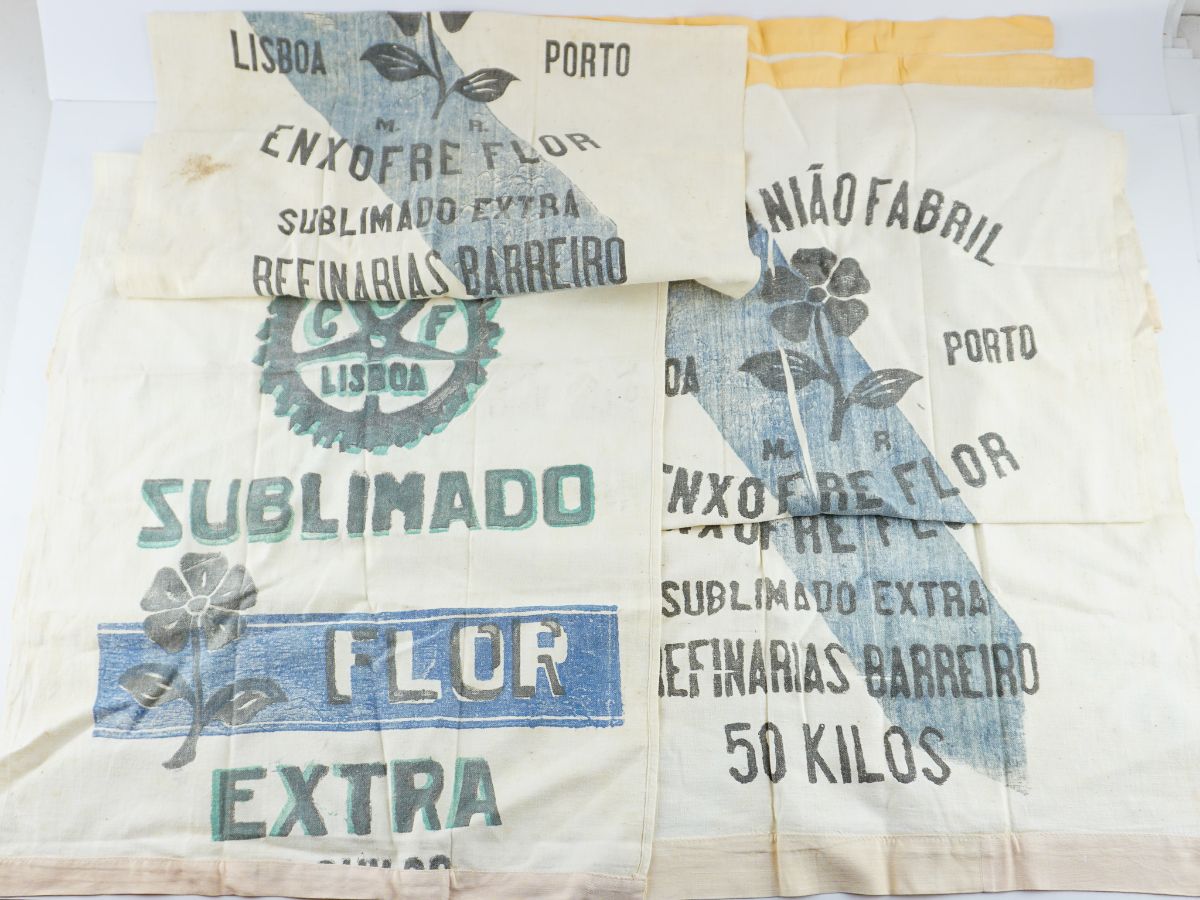 LISBOA PORTO
M. R.
ENXOFRE FLOR
SUBLIMADO EXTRA
REFINARIAS BARREIRO
C U F
LISBOA
SUBLIMADO
FLOR
EXTRA
NIÃO FABRIL
OA PORTO
M. R.
ENXOFRE FLOR
SUBLIMADO EXTRA
REFINARIAS BARREIRO
50 KILOS